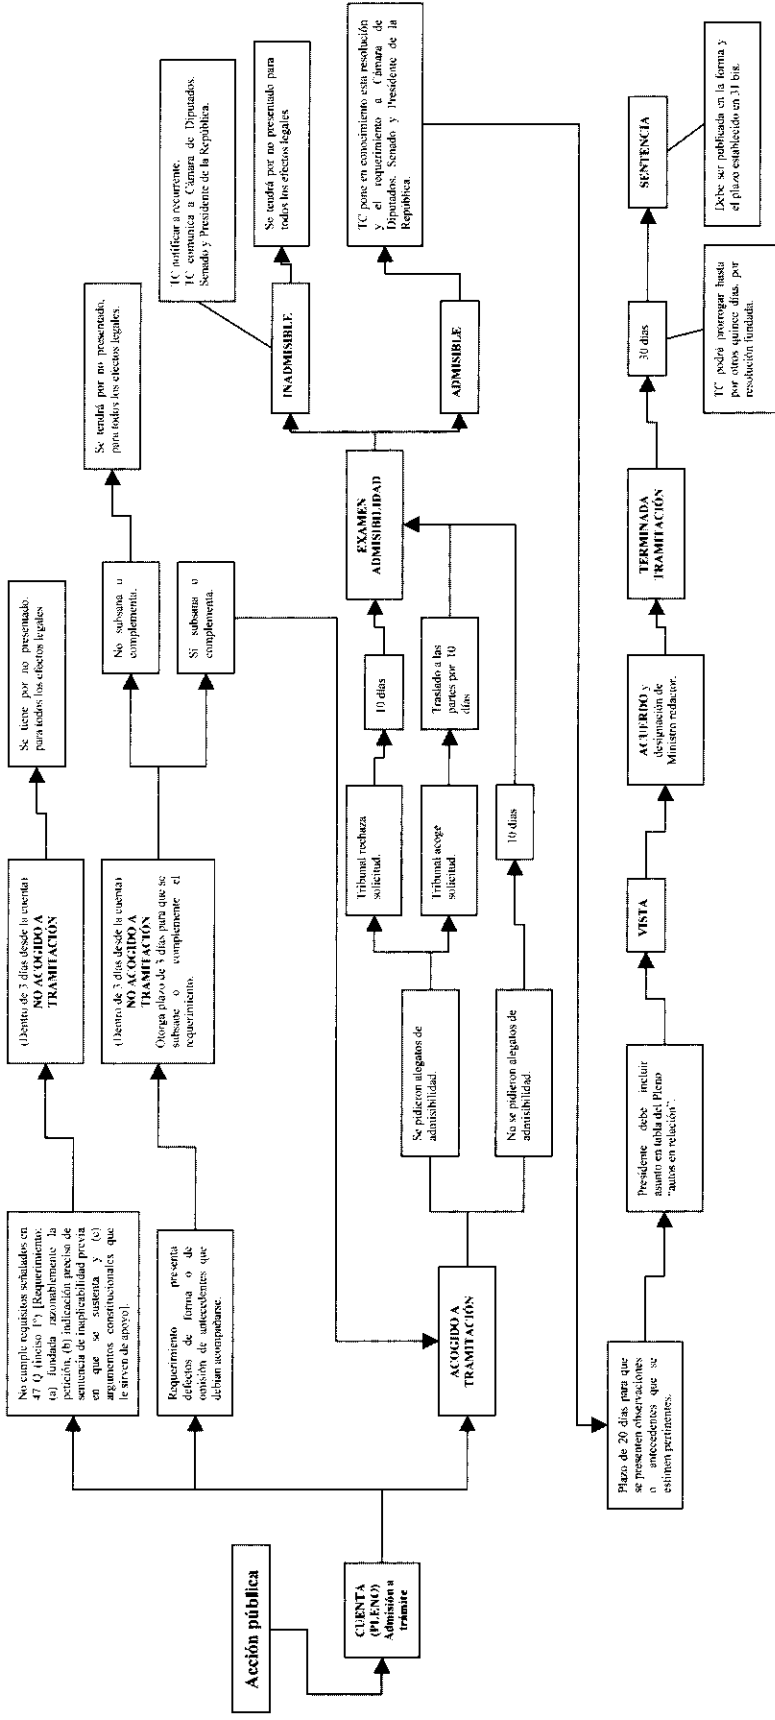 Acción pública
CUENTA
(PLENO)
Admisión a
trámite
No cumple requisitos señalados en
47 Q (inciso 1º) [Requerimiento:
(a) fundada razonablemente la
petición, (b) indicación precisa de
sentencia de inaplicabilidad previa
en que se sustenta y (c)
argumentos constitucionales que
le sirven de apoyo].
(Dentro de 3 días desde la cuenta)
NO ACOGIDO A
TRAMITACIÓN
Se tiene por no presentado,
para todos los efectos legales
Requerimiento presenta
defectos de forma o de
omisión de antecedentes que
debían acompañarse.
(Dentro de 3 días desde la cuenta)
NO ACOGIDO A
TRAMITACIÓN
Otorga plazo de 3 días para que se
subsane o complemente el
requerimiento.
No subsana u
complementa.
Se tendrá por no presentado,
para todos los efectos legales.
Sí subsana u
complementa.
ACOGIDO A
TRAMITACIÓN
Se pidieron alegatos de
admisibilidad.
No se pidieron alegatos de
admisibilidad.
Tribunal rechaza
solicitud.
Tribunal acoge
solicitud.
10 días
10 días
Traslado a las
partes por 10
días
EXAMEN
ADMISIBILIDAD
INADMISIBLE
TC notificar a recurrente.
TC comunica a Cámara de Diputados,
Senado y Presidente de la República.
Se tendrá por no presentado para
todos los efectos legales
ADMISIBLE
TC pone en conocimiento esta resolución
y el requerimiento a Cámara de
Diputados, Senado y Presidente de la
República.
Plazo de 20 días para que
se presenten observaciones
o antecedentes que se
estimen pertinentes.
Presidente debe incluir
asunto en tabla del Pleno
"autos en relación".
VISTA
ACUERDO y
designación de
Ministro redactor.
TERMINADA
TRAMITACIÓN
30 días
TC podrá prorrogar hasta
por otros quince días, por
resolución fundada.
SENTENCIA
Debe ser publicada en la forma y
el plazo establecido en 31 bis.